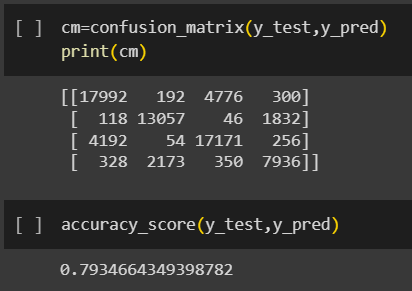 [ ] cm=confusion_matrix(y_test,y_pred)
print(cm)
[[17992 192 4776 300]
[ 118 13057 46 1832]
[ 4192 54 17171 256]
[ 328 2173 350 7936]]
[ ] accuracy_score(y_test,y_pred)
0.7934664349398782